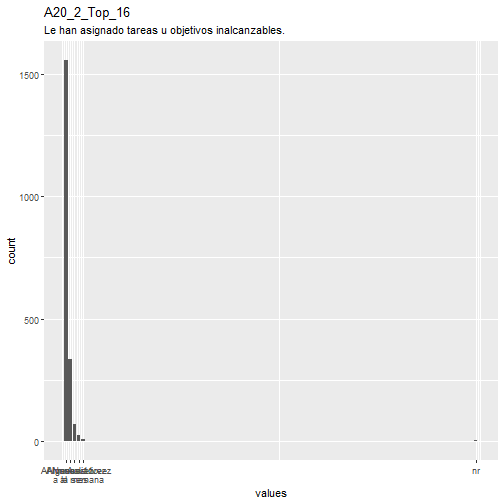 A20_2_Top_16
Le han asignado tareas u objetivos inalcanzables.
1500
1000
500
0
count
nr
values